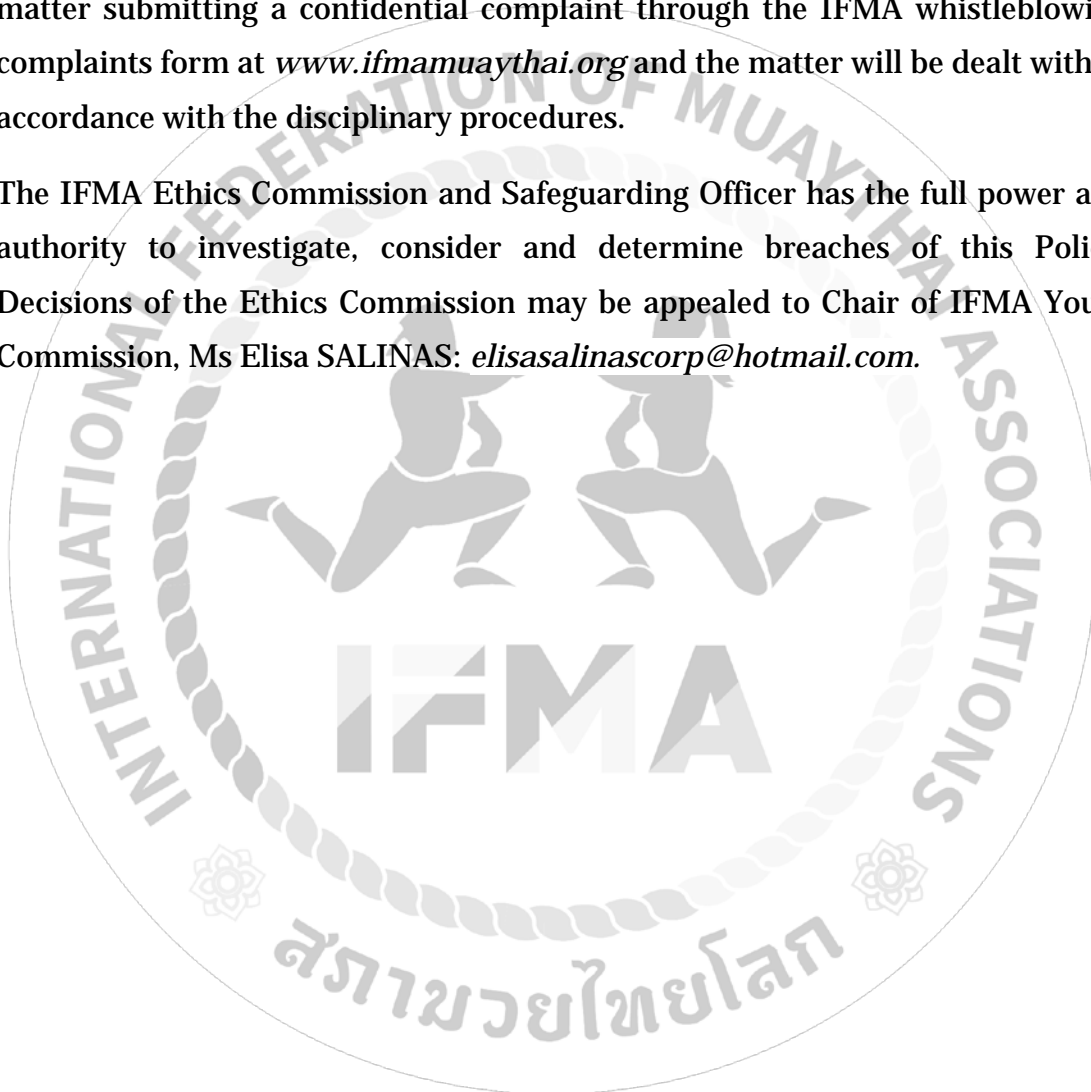 matter submitting a confidential complaint through the IFMA whistleblowi
complaints form at www.ifmamuaythai.org and the matter will be dealt with
accordance with the disciplinary procedures.
The IFMA Ethics Commission and Safeguarding Officer has the full power a
authority to investigate, consider and determine breaches of this Poli
Decisions of the Ethics Commission may be appealed to Chair of IFMA You
Commission, Ms Elisa SALINAS: elisasalinascorp@hotmail.com.
INTERNATIONAL FEDERATION OF MUAYTHAI ASSOCIATIONS
IFMA
สภามวยไทยโลก